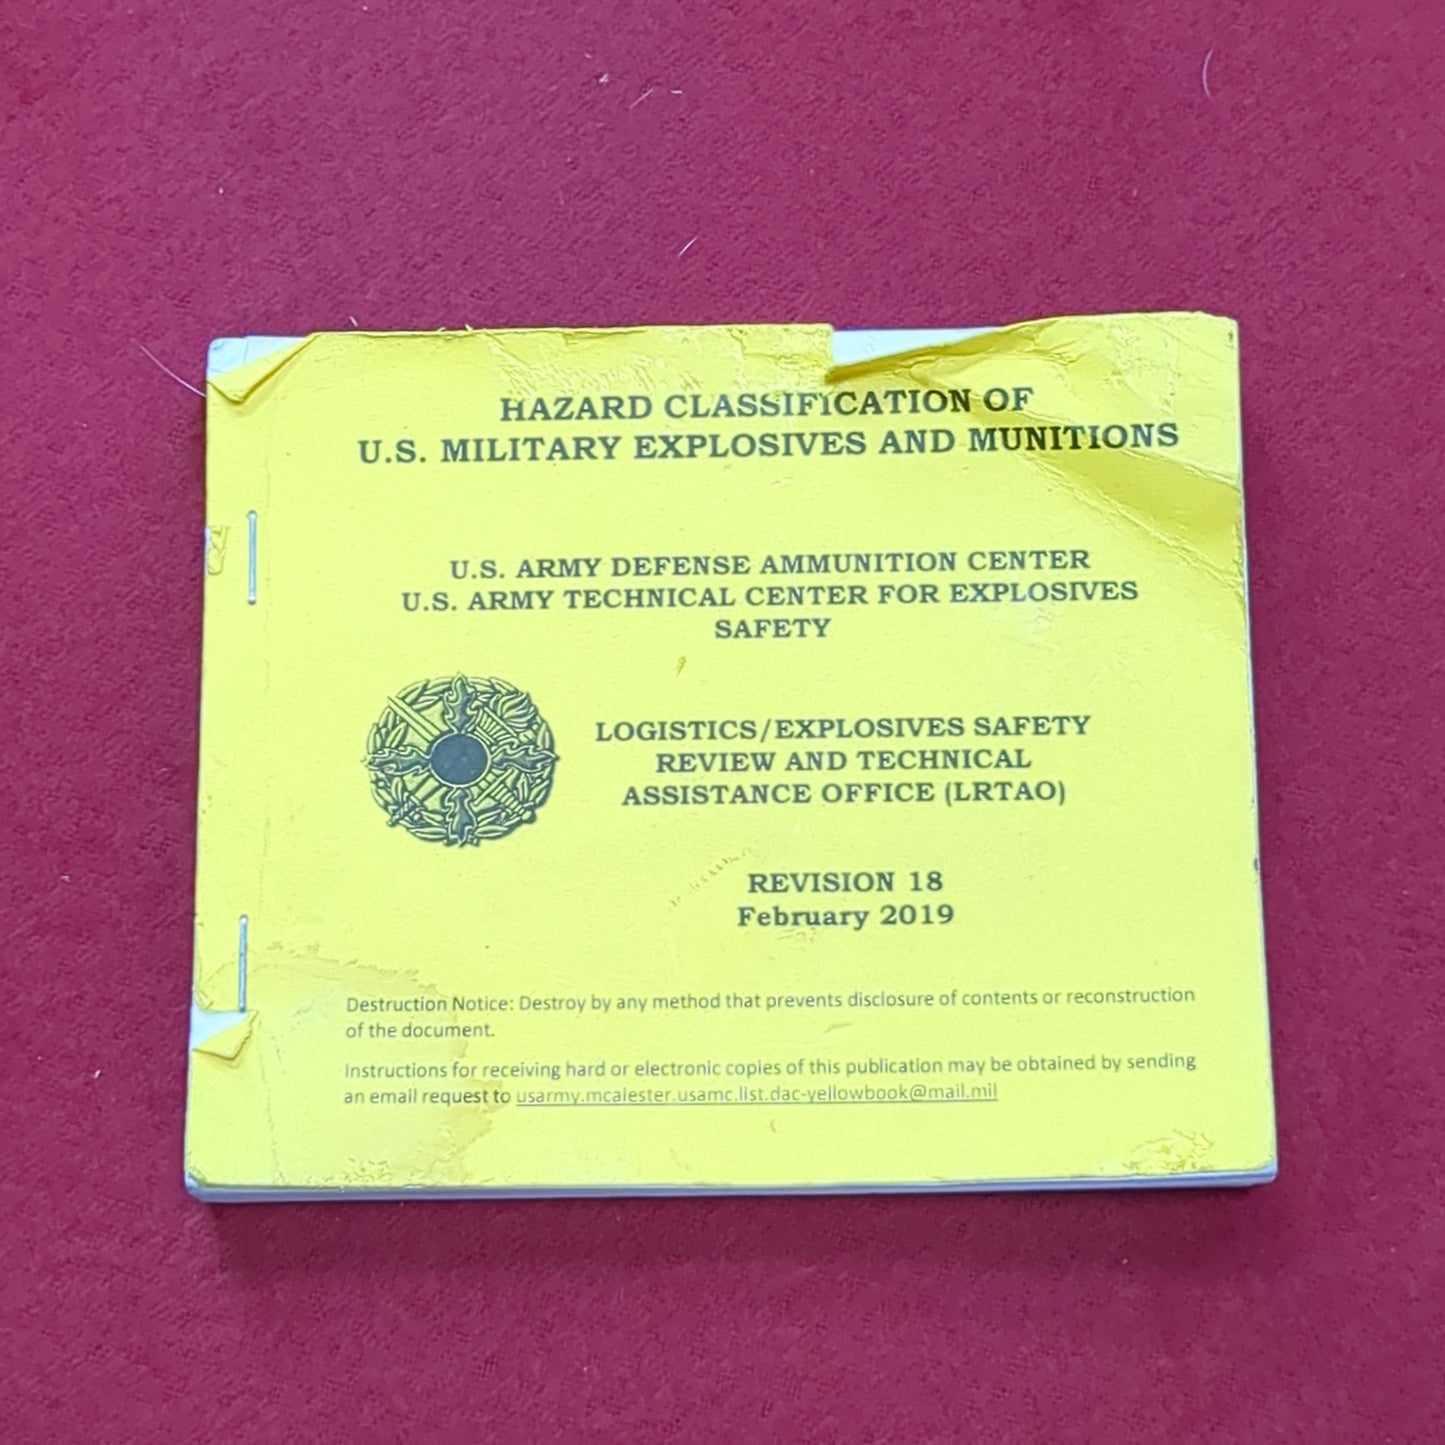 HAZARD CLASSIFICATION OF
U.S. MILITARY EXPLOSIVES AND MUNITIONS
U.S. ARMY DEFENSE AMMUNITION CENTER
U.S. ARMY TECHNICAL CENTER FOR EXPLOSIVES
SAFETY
LOGISTICS/EXPLOSIVES SAFETY
REVIEW AND TECHNICAL
ASSISTANCE OFFICE (LRTAO)
REVISION 18
February 2019
Destruction Notice: Destroy by any method that prevents disclosure of contents or reconstruction
of the document.
Instructions for receiving hard or electronic copies of this publication may be obtained by sending
an email request to usarmy.mcalester.usamc.list.dac-yellowbook@mail.mil